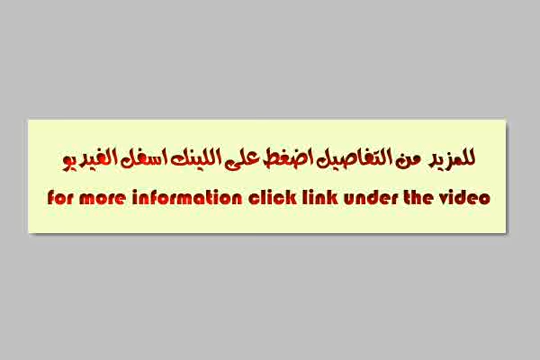 للمزيد من التفاصيل اضغط على اللينك اسفل الفيديو
for more information click link under the video